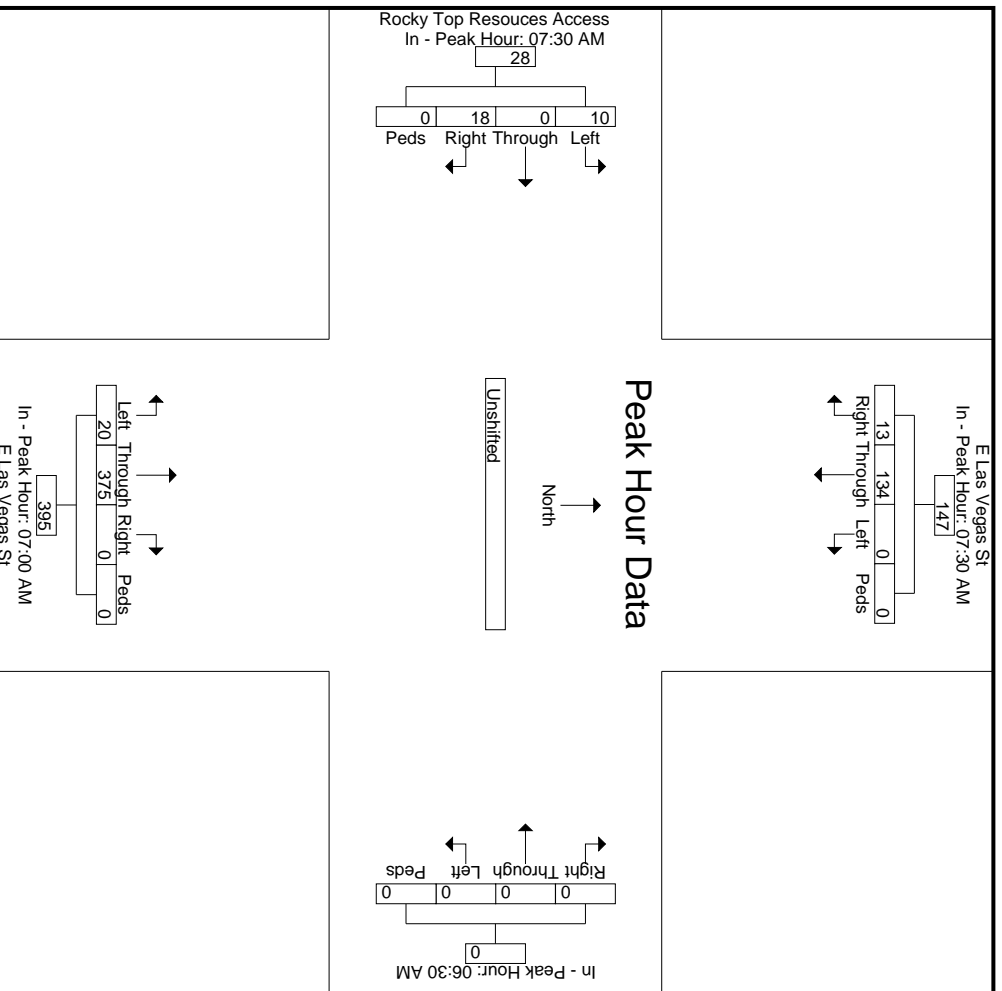 Rocky Top Resouces Access
In - Peak Hour: 07:30 AM
28
0 18 0 10
Peds Right Through Left
E Las Vegas St
In - Peak Hour: 07:30 AM
147
13 134 0 0
Right Through Left Peds
Peak Hour Data
North
Unshifted
Left Through Right Peds
20 375 0 0
395
In - Peak Hour: 07:00 AM
E Las Vegas St
Right Through Left Peds
0 0 0 0
0
In - Peak Hour: 06:30 AM